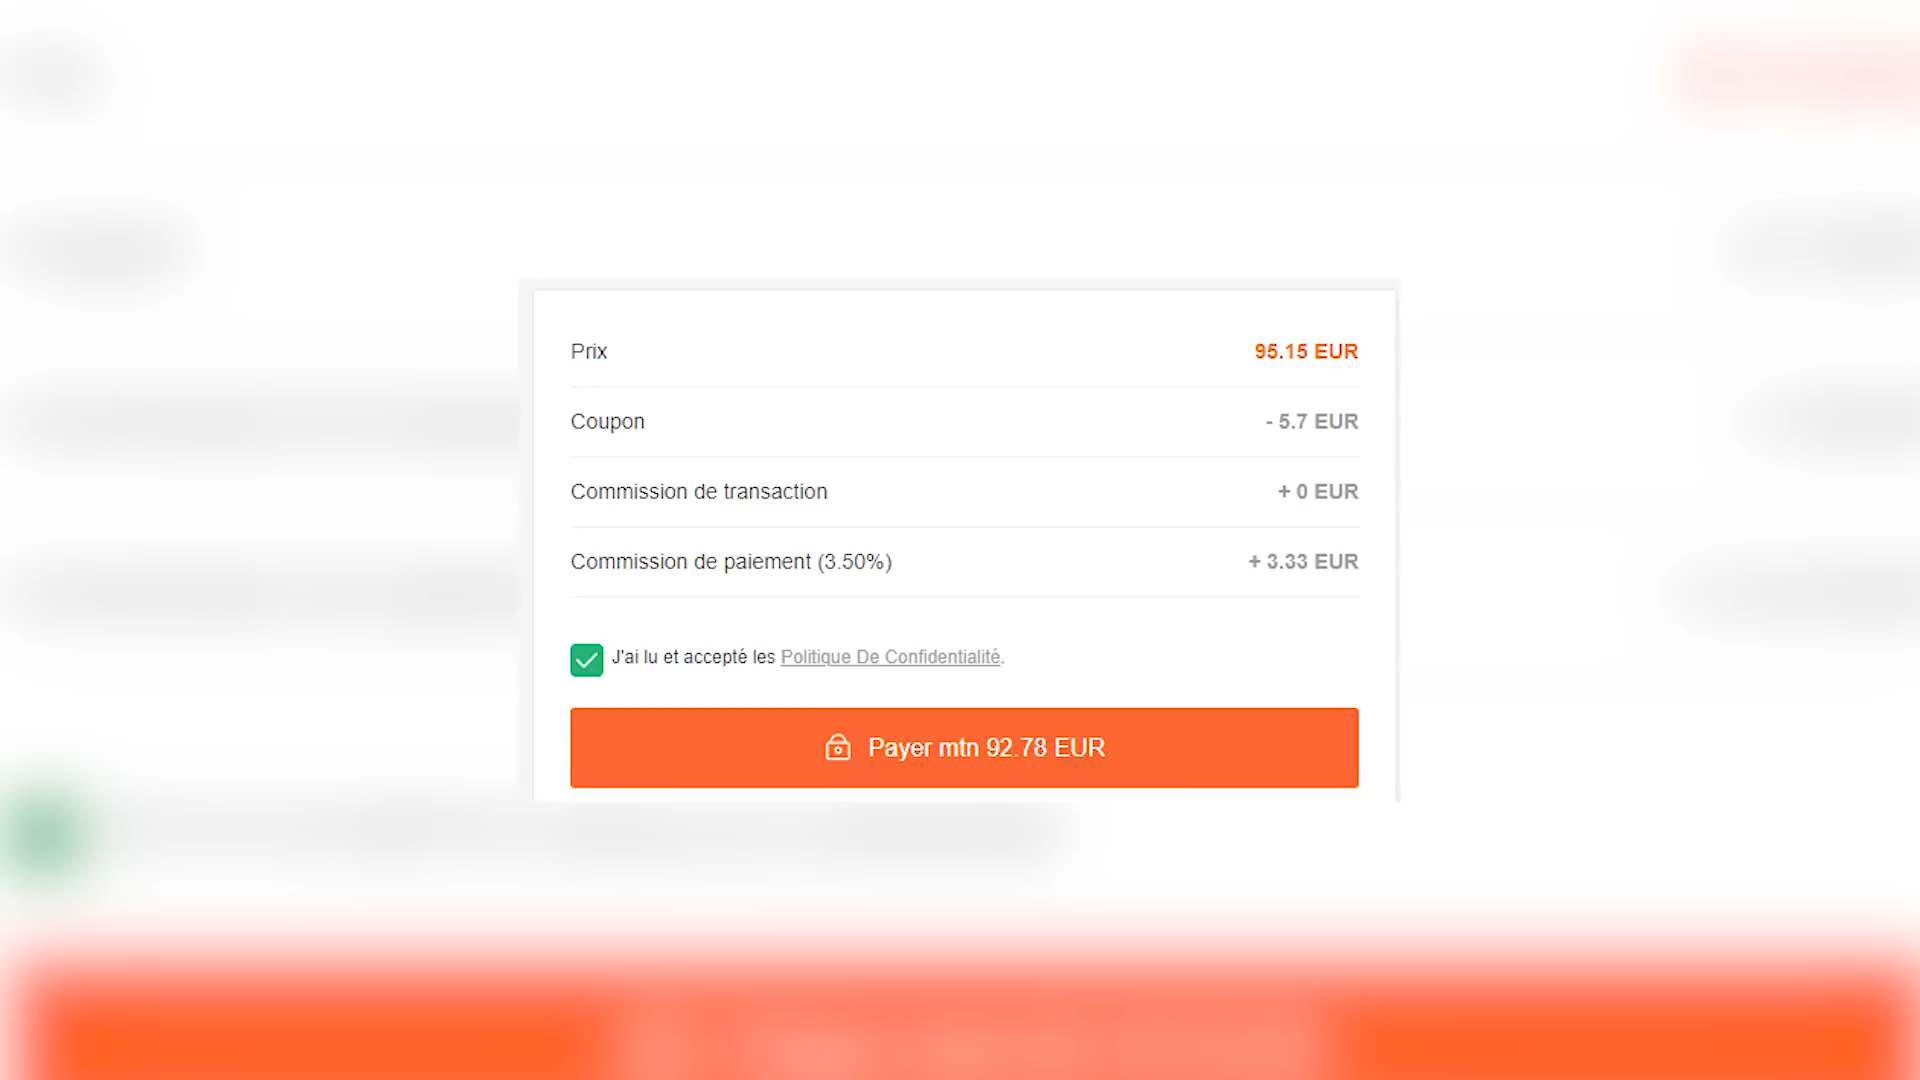 Prix 95.15 EUR
Coupon - 5.7 EUR
Commission de transaction + 0 EUR
Commission de paiement (3.50%) + 3.33 EUR
J'ai lu et accepté les Politique De Confidentialité.
Payer mtn 92.78 EUR